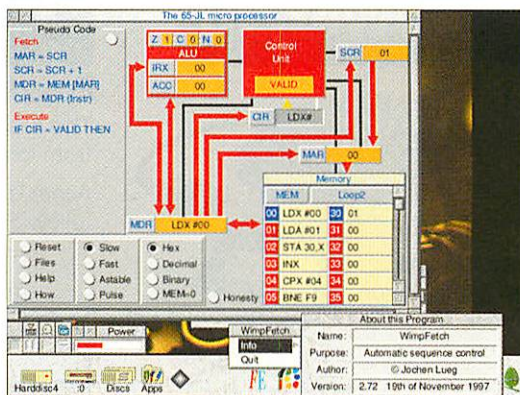 The 65-JL micro processor
Pseudo Code
Fetch
MAR = SCR
SCR = SCR + 1
MDR = MEM [MAR]
CIR = MDR (Instr)
Execute
IF CIR = VALID THEN
Z 1 C 0 N 0
ALU
IRX 00
ACC 00
Control
Unit
VALID
SCR 01
CIR LDX#
MAR 00
MDR LDX #00
Memory
MEM Loop2
00 LDX #00 30 01
01 LDA #01 31 00
02 STA 30,X 32 00
03 INX 33 00
04 CPX #04 34 00
05 BNE F9 35 00
Reset Slow Hex
Files Fast Decimal
Help Astable Binary
How Pulse MEM=0 Honesty
Power
WimpFetch
Info
Quit
About this Program
Name: WimpFetch
Purpose: Automatic sequence control
Author: © Jochen Lueg
Version: 2.72 19th of November 1997
Harddisc4 :0 Discs Apps